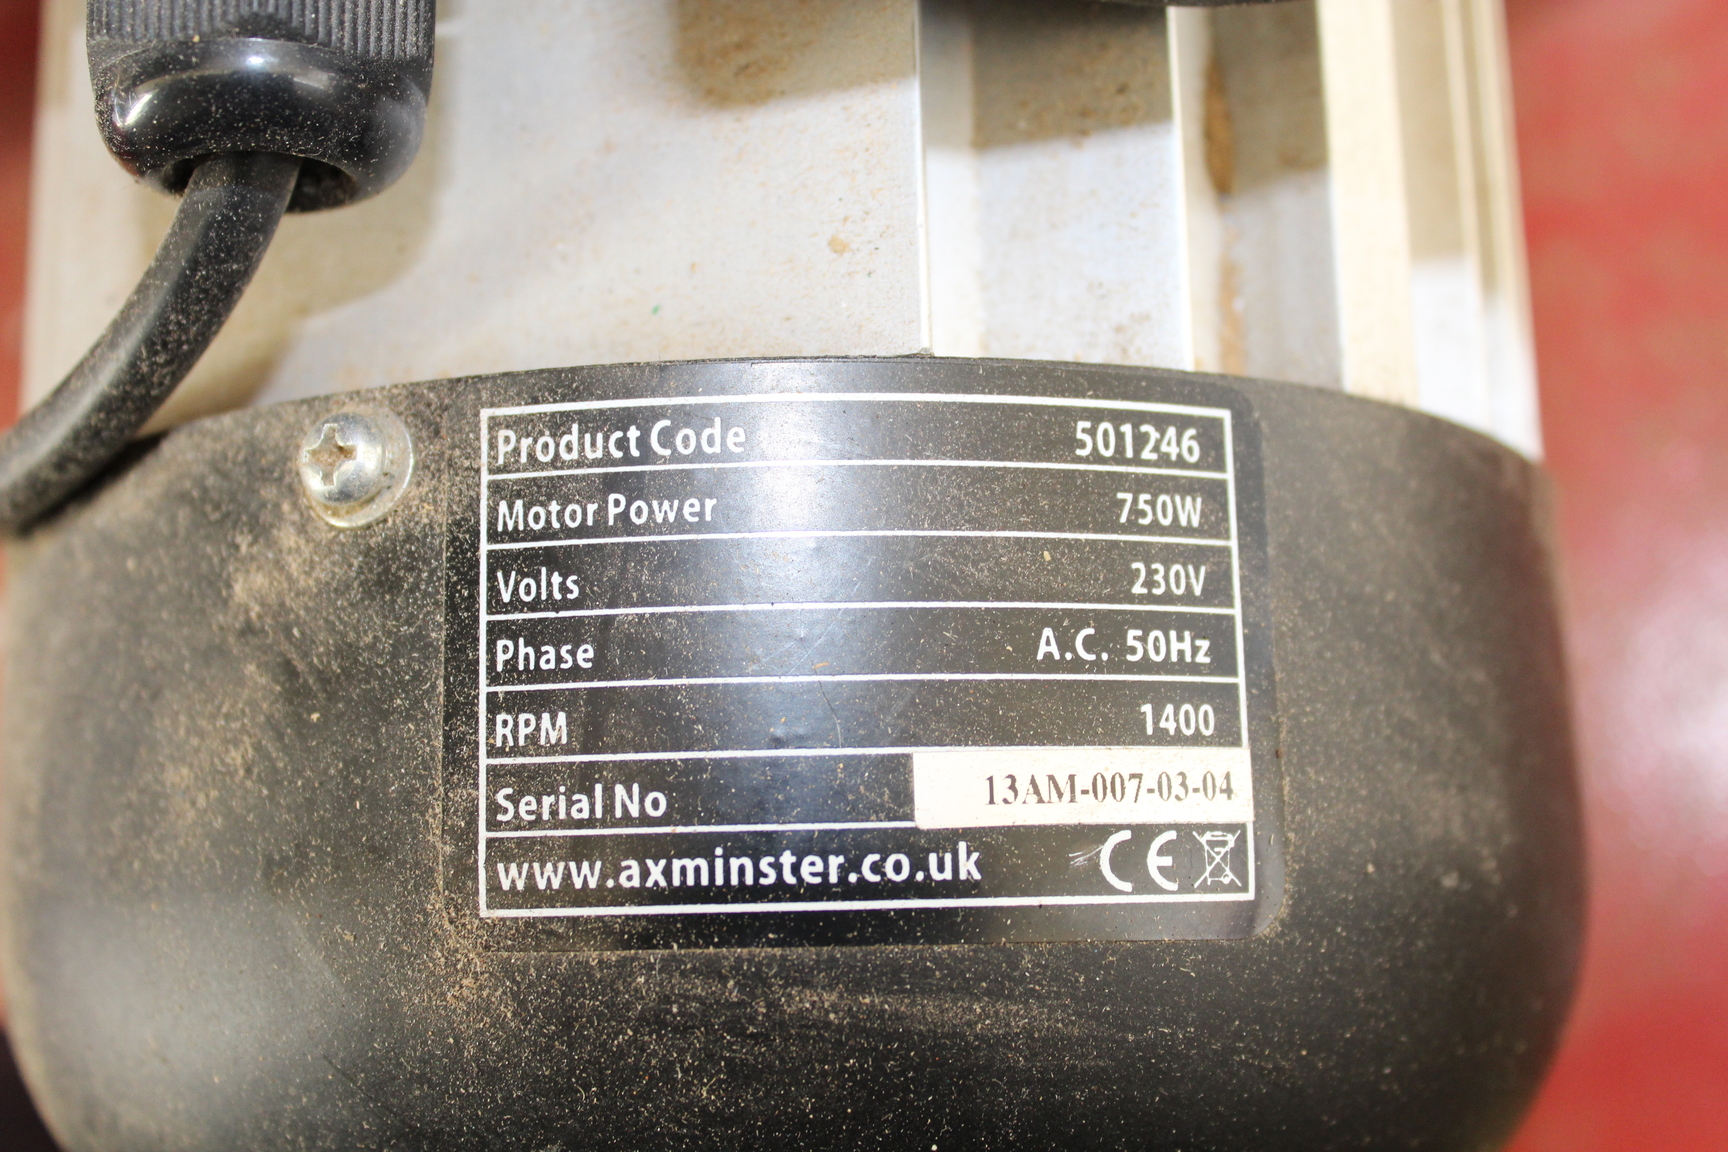 Product Code 501246
Motor Power 750W
Volts 230V
Phase A.C. 50Hz
RPM 1400
Serial No 13AM-007-03-04
www.axminster.co.uk CE